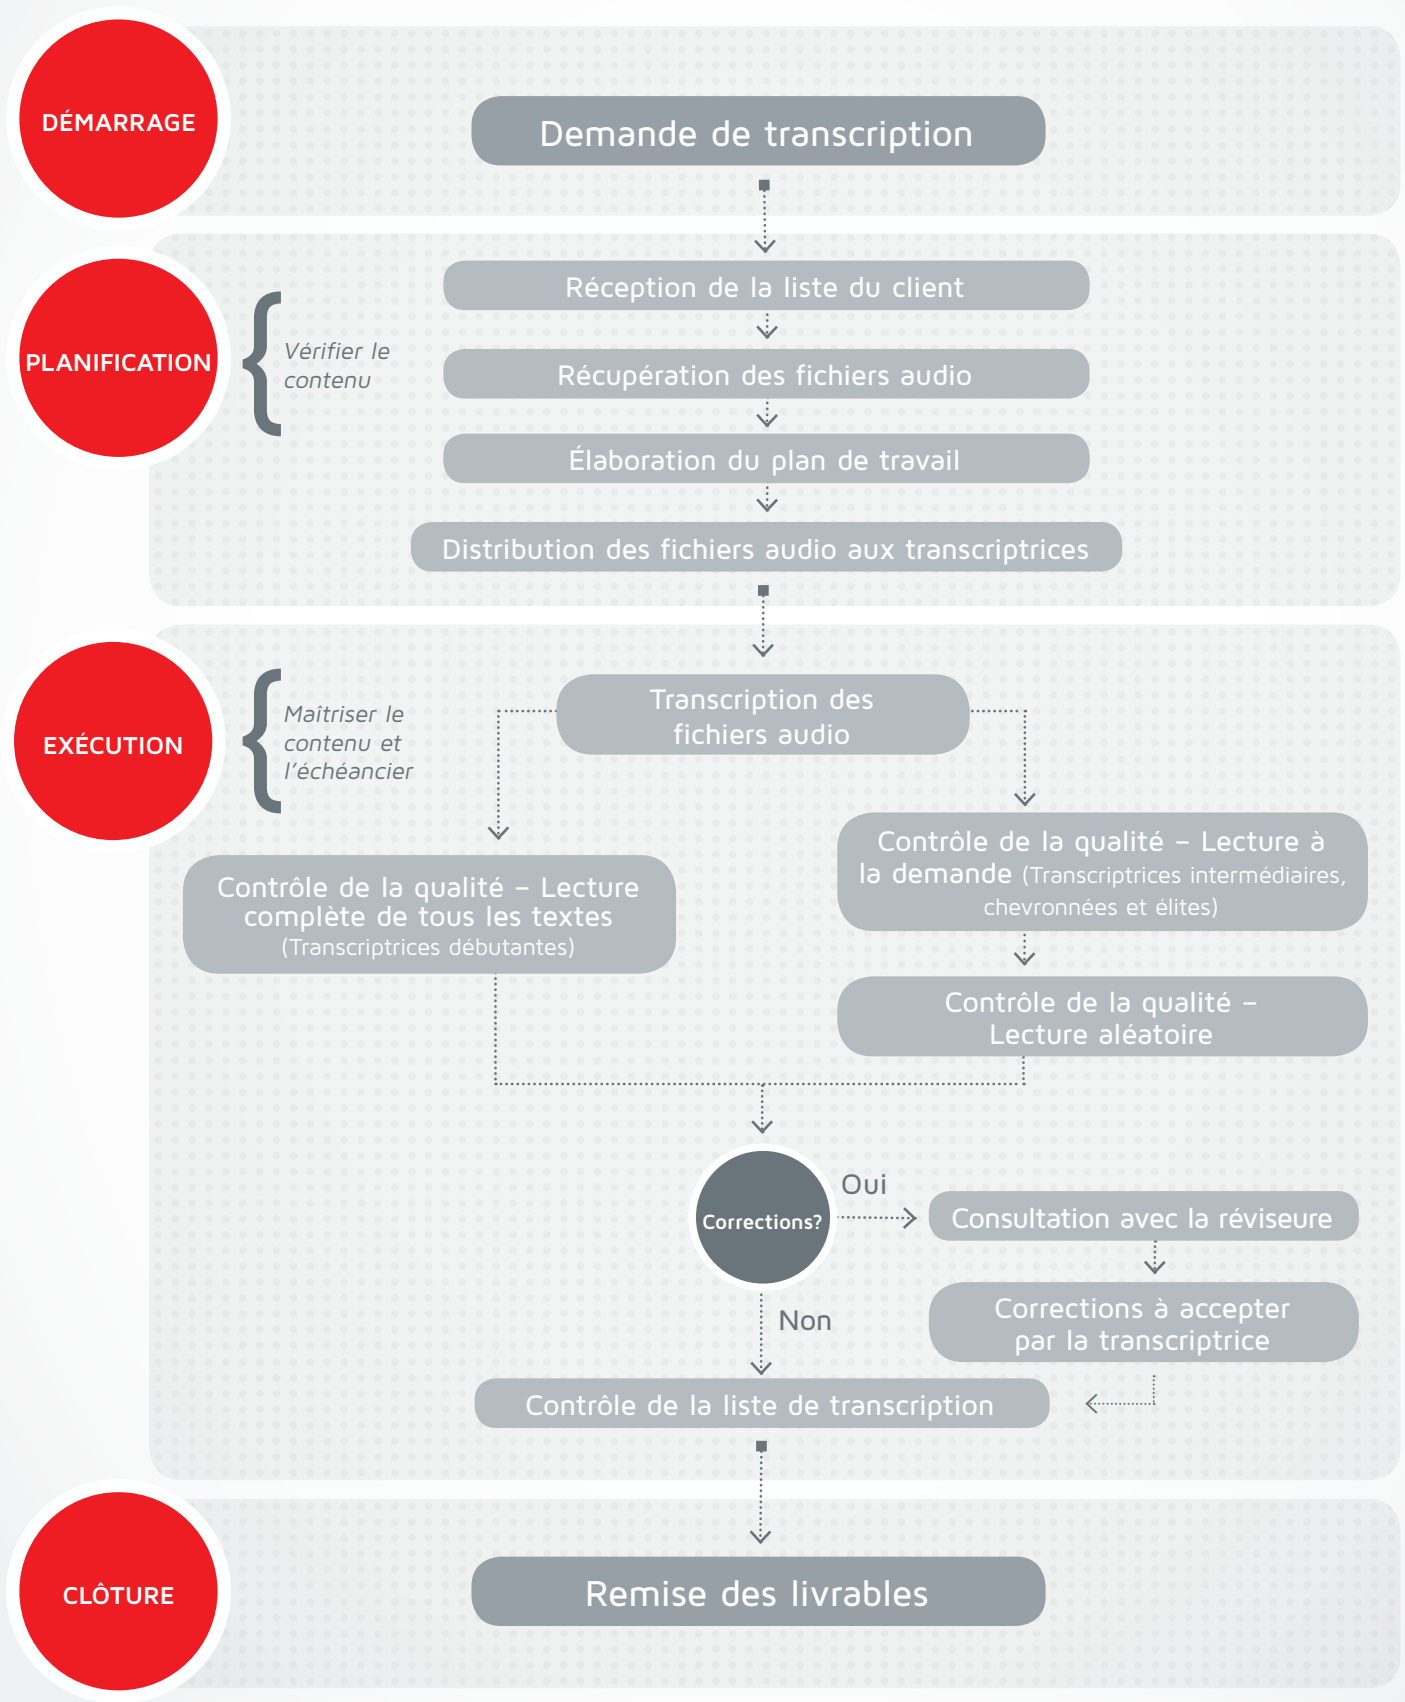 DÉMARRAGE
Demande de transcription
PLANIFICATION
Vérifier le
contenu
Réception de la liste du client
Récupération des fichiers audio
Élaboration du plan de travail
Distribution des fichiers audio aux transcriptrices
EXÉCUTION
Maîtriser le
contenu et
l'échéancier
Transcription des
fichiers audio
Contrôle de la qualité – Lecture
complète de tous les textes
(Transcriptrices débutantes)
Contrôle de la qualité – Lecture à
la demande (Transcriptrices intermédiaires,
chevronnées et élites)
Contrôle de la qualité –
Lecture aléatoire
Corrections?
Oui
Consultation avec la réviseure
Corrections à accepter
par la transcriptrice
Non
Contrôle de la liste de transcription
CLÔTURE
Remise des livrables